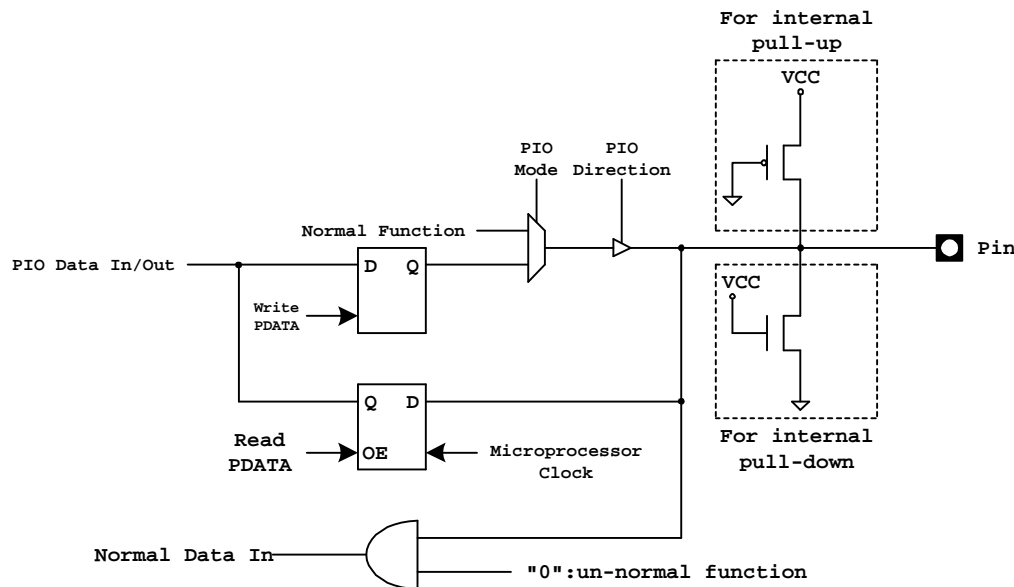 For internal
pull-up
VCC
PIO
Mode
PIO
Direction
Normal Function
PIO Data In/Out
D
Q
Pin
VCC
Write
PDATA
Q
D
Read
PDATA
OE
Microprocessor
Clock
For internal
pull-down
Normal Data In
"0":un-normal function